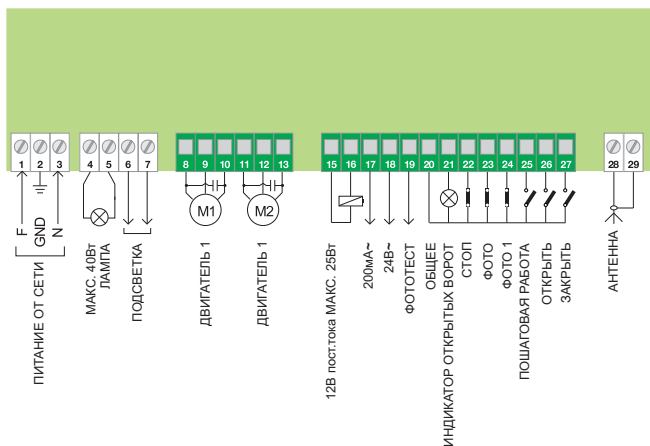 1 2 3 4 5 6 7 8 9 10 11 12 13 15 16 17 18 19 20 21 22 23 24 25 26 27 28 29
F
GND
N
ПИТАНИЕ ОТ СЕТИ
МАКС. 40Вт
ЛАМПА
ПОДСВЕТКА
M1
ДВИГАТЕЛЬ 1
M2
ДВИГАТЕЛЬ 1
12В пост.тока МАКС. 25Вт
200мА~
24В~
ФОТОТЕСТ
ОБЩЕЕ
ИНДИКАТОР ОТКРЫТЫХ ВОРОТ
СТОП
ФОТО
ФОТО 1
ПОШАГОВАЯ РАБОТА
ОТКРЫТЬ
ЗАКРЫТЬ
АНТЕННА